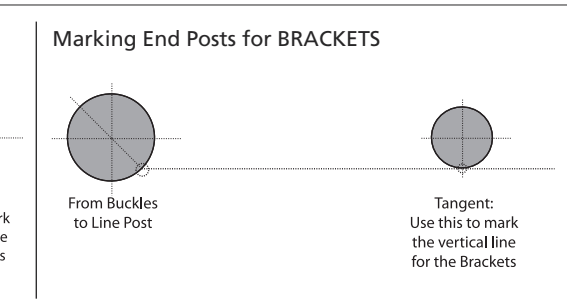 Marking End Posts for BRACKETS
From Buckles
to Line Post
Tangent:
Use this to mark
the vertical line
for the Brackets